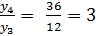 y₄/y₃ = 36/12 = 3